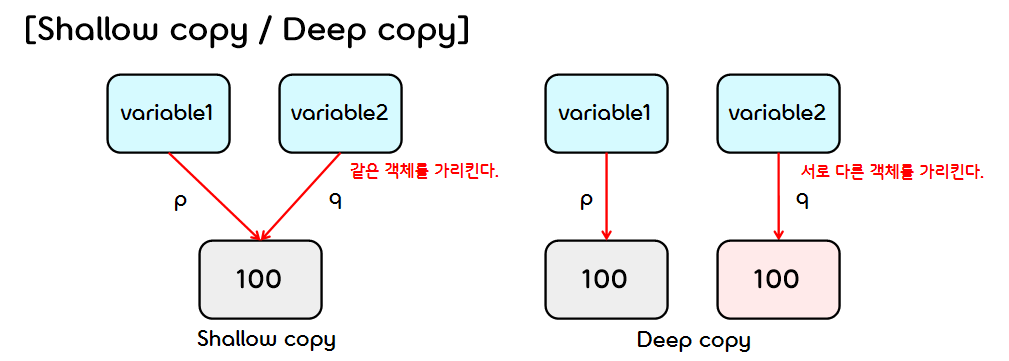 [Shallow copy / Deep copy]
variable1
variable2
같은 객체를 가리킨다.
p
q
100
Shallow copy
variable1
variable2
서로 다른 객체를 가리킨다.
p
q
100
100
Deep copy